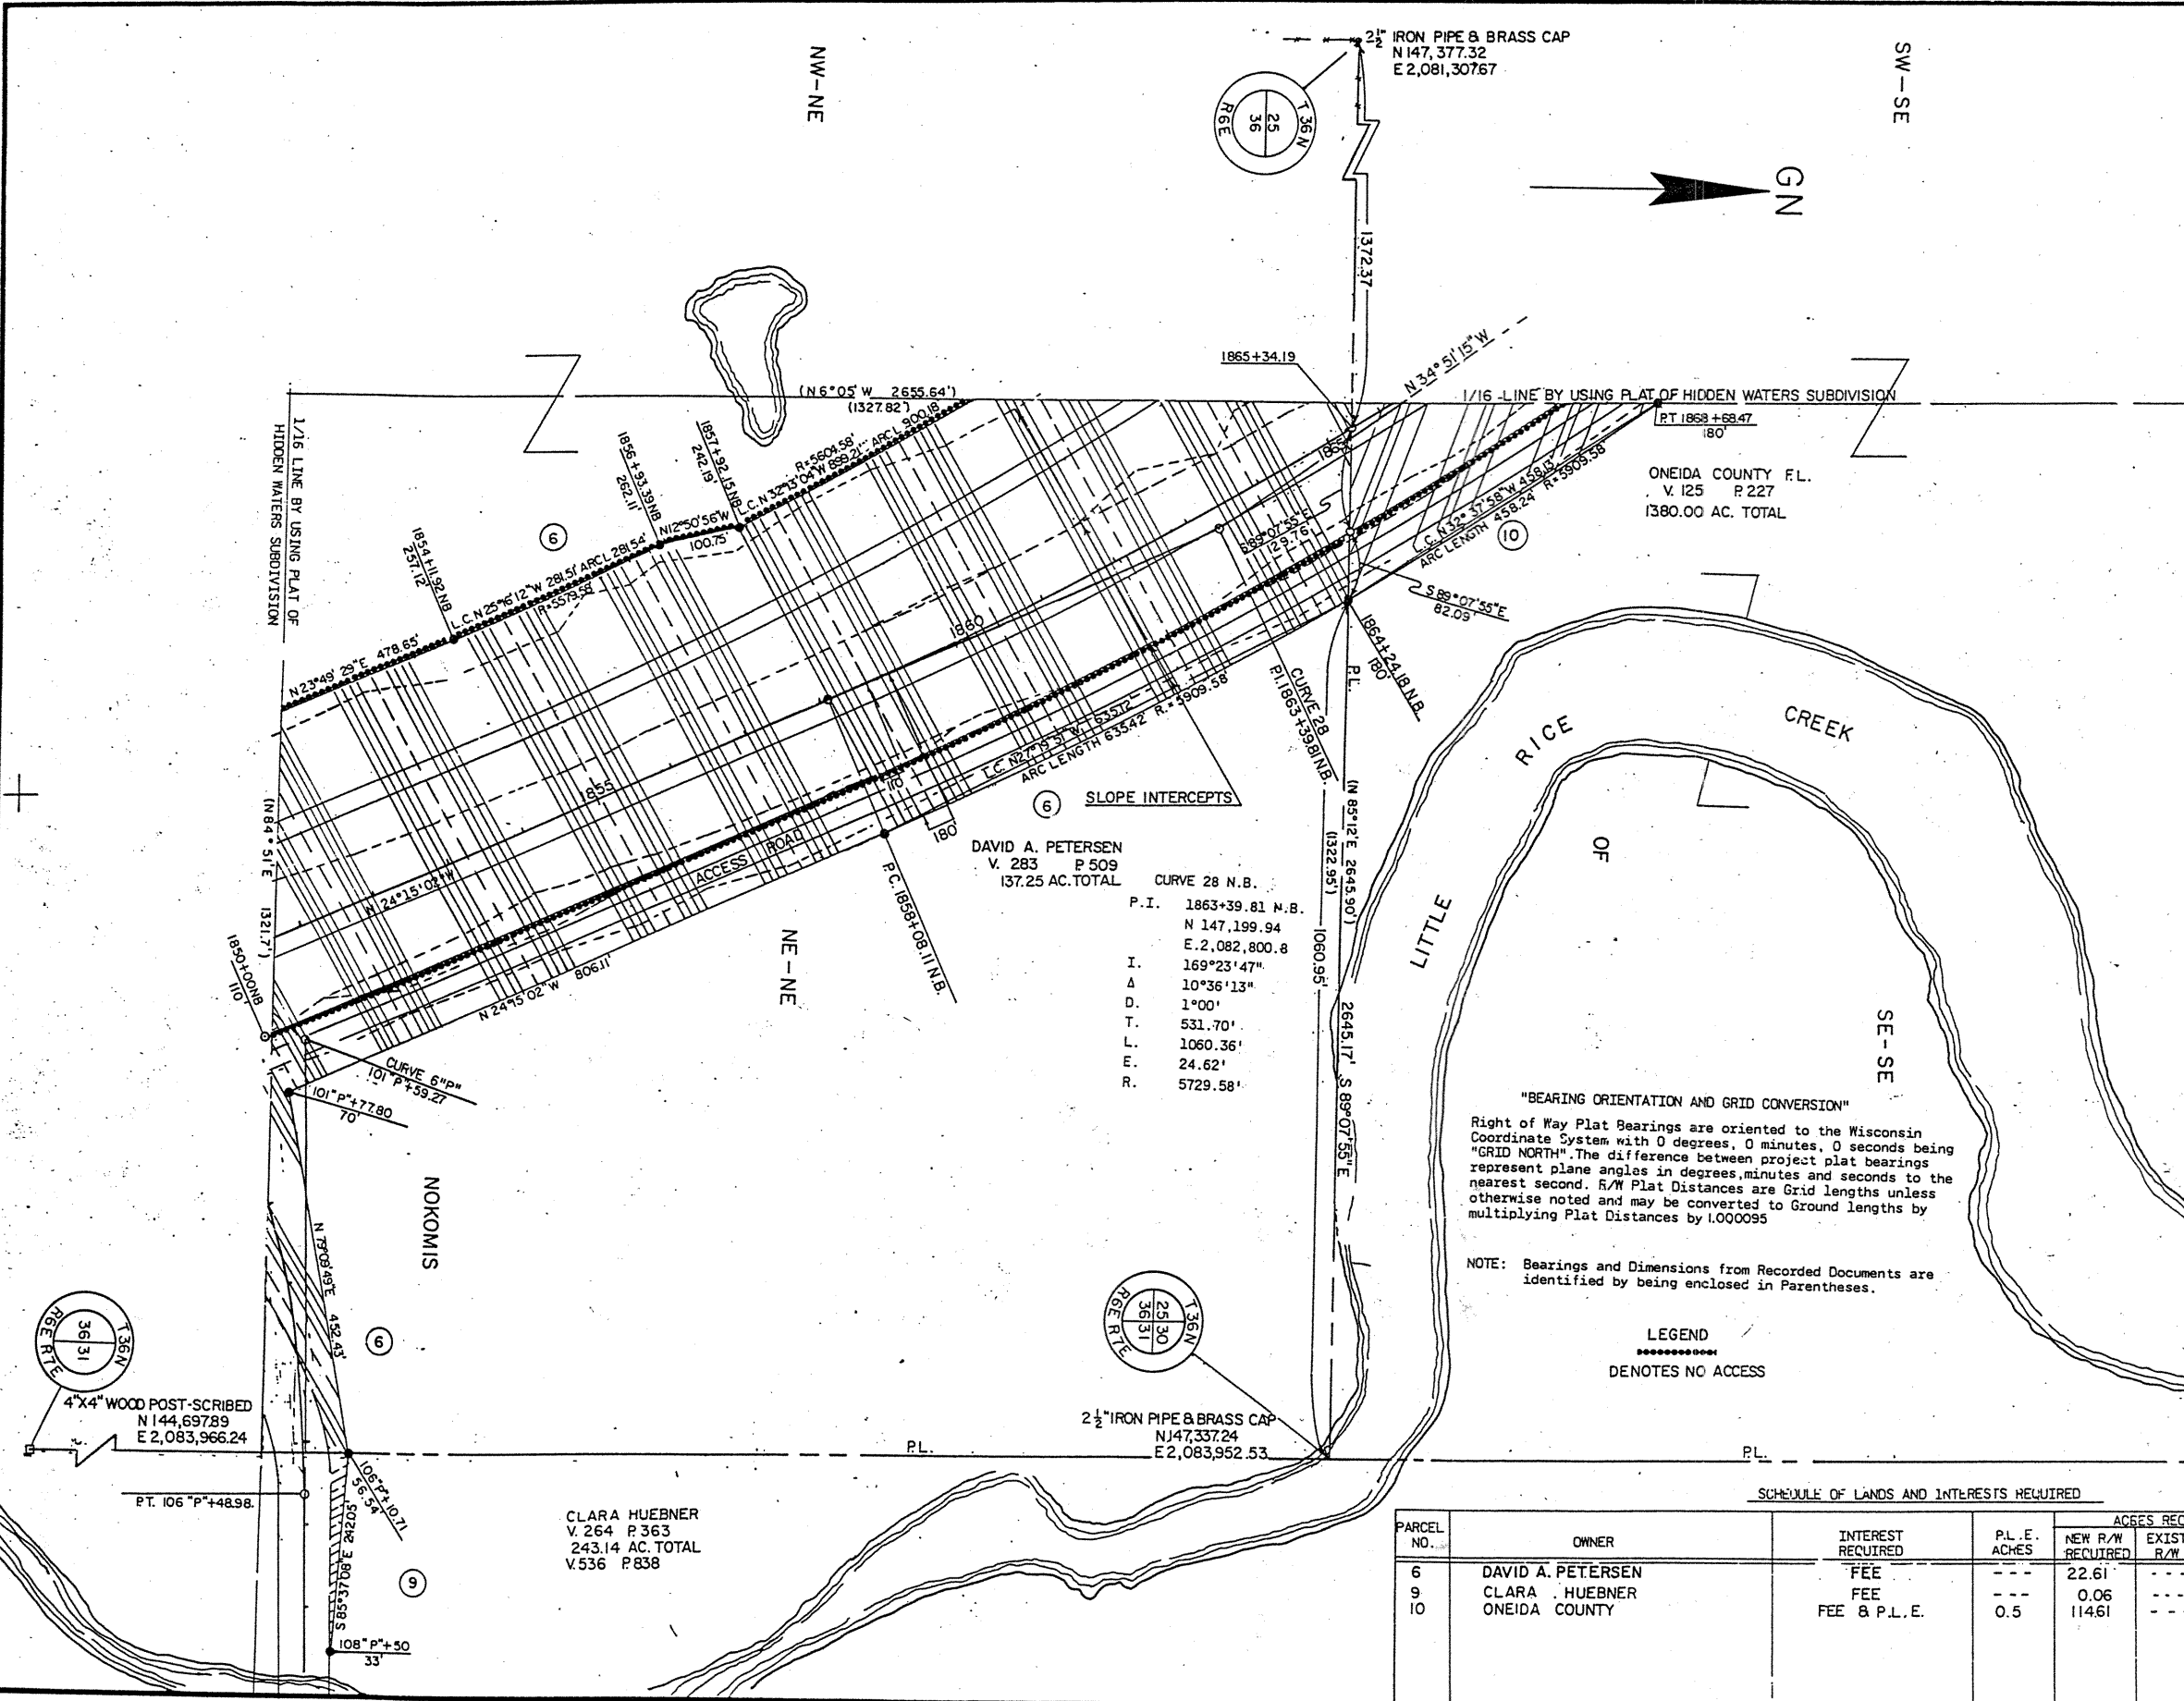 NW-NE
2½" IRON PIPE & BRASS CAP
N 147,377.32
E 2,081,307.67
SW-SE
T 36 N
25
36
R6E
GN
1372.37
1865+34.19
N 34° 51' 15" W
(N 6°05' W 2655.64')
(1327.82')
1/16 -LINE BY USING PLAT OF HIDDEN WATERS SUBDIVISION
P.T. 1868+68.47
180'
ONEIDA COUNTY F.L.
V. 125 P. 227
1380.00 AC. TOTAL
10
1/16 LINE BY USING PLAT OF
HIDDEN WATERS SUBDIVISION
6
1854+11.92 NB
257.12'
1856+93.39 NB
262.11'
1857+92.15 NB
242.19'
R=5604.58'
L.C. N 32°13'04" W 899.21' ARC L. 900.18'
N12°50'56"W
100.75'
L.C. N 25°16'12" W 281.51' ARC L 281.54'
R=5579.58'
N 23°49' 29"E 478.65'
S 89°07'55"E
129.76'
L.C. N 32° 37'58" W 458.13'
ARC LENGTH 458.24' R=5909.58'
S 89°07'55"E
82.09'
1864+24.18 N.B.
180'
P.L.
CURVE 28
P.I. 1863+39.81 N.B.
1860
1855
L.C. N 27°19'51" W 635.12'
ARC LENGTH 635.42' R.=5909.58'
110'
180'
6
SLOPE INTERCEPTS
ACCESS ROAD
P.C. 1858+08.11 N.B.
DAVID A. PETERSEN
V. 283 P 509
137.25 AC. TOTAL
CURVE 28 N.B.
P.I. 1863+39.81 N.B.
N 147,199.94
E.2,082,800.8
I. 169°23'47"
Δ 10°36'13"
D. 1°00'
T. 531.70'
L. 1060.36'
E. 24.62'
R. 5729.58'
(N 84° 51' E 1321.7')
N 24°15'02" W
1850+00NB
110'
N 24°15'02" W 806.11'
NE-NE
CURVE 6"P"
101"P"+59.27
101"P"+77.80
70'
(N 85°12'E 2645.90')
(1322.95')
1060.95'
2645.17' S 89°07'55"E
LITTLE RICE CREEK
OF
SE-SE
"BEARING ORIENTATION AND GRID CONVERSION"
Right of Way Plat Bearings are oriented to the Wisconsin
Coordinate System with 0 degrees, 0 minutes, 0 seconds being
"GRID NORTH". The difference between project plat bearings
represent plane angles in degrees, minutes and seconds to the
nearest second. R/W Plat Distances are Grid lengths unless
otherwise noted and may be converted to Ground lengths by
multiplying Plat Distances by 1.000095
NOTE: Bearings and Dimensions from Recorded Documents are
identified by being enclosed in Parentheses.
LEGEND
DENOTES NO ACCESS
NOKOMIS
N 79°09'49"E 452.43'
6
T36N
36 31
R6E R7E
4"X4" WOOD POST-SCRIBED
N 144,697.89
E 2,083,966.24
T36N
25 30
36 31
R6E R7E
2½" IRON PIPE & BRASS CAP
N 147,337.24
E 2,083,952.53
P.L.
P.L.
P.T. 106 "P"+48.98
106"P"+10.71
56.54'
S 85°37'08"E 242.05'
9
108"P"+50
33'
CLARA HUEBNER
V. 264 P. 363
243.14 AC. TOTAL
V.536 P. 838
SCHEDULE OF LANDS AND INTERESTS REQUIRED
PARCEL NO. OWNER INTEREST REQUIRED P.L.E. ACRES NEW R/W REQUIRED EXIST R/W
6 DAVID A. PETERSEN FEE --- 22.61
9 CLARA HUEBNER FEE --- 0.06
10 ONEIDA COUNTY FEE & P.L.E. 0.5 114.61